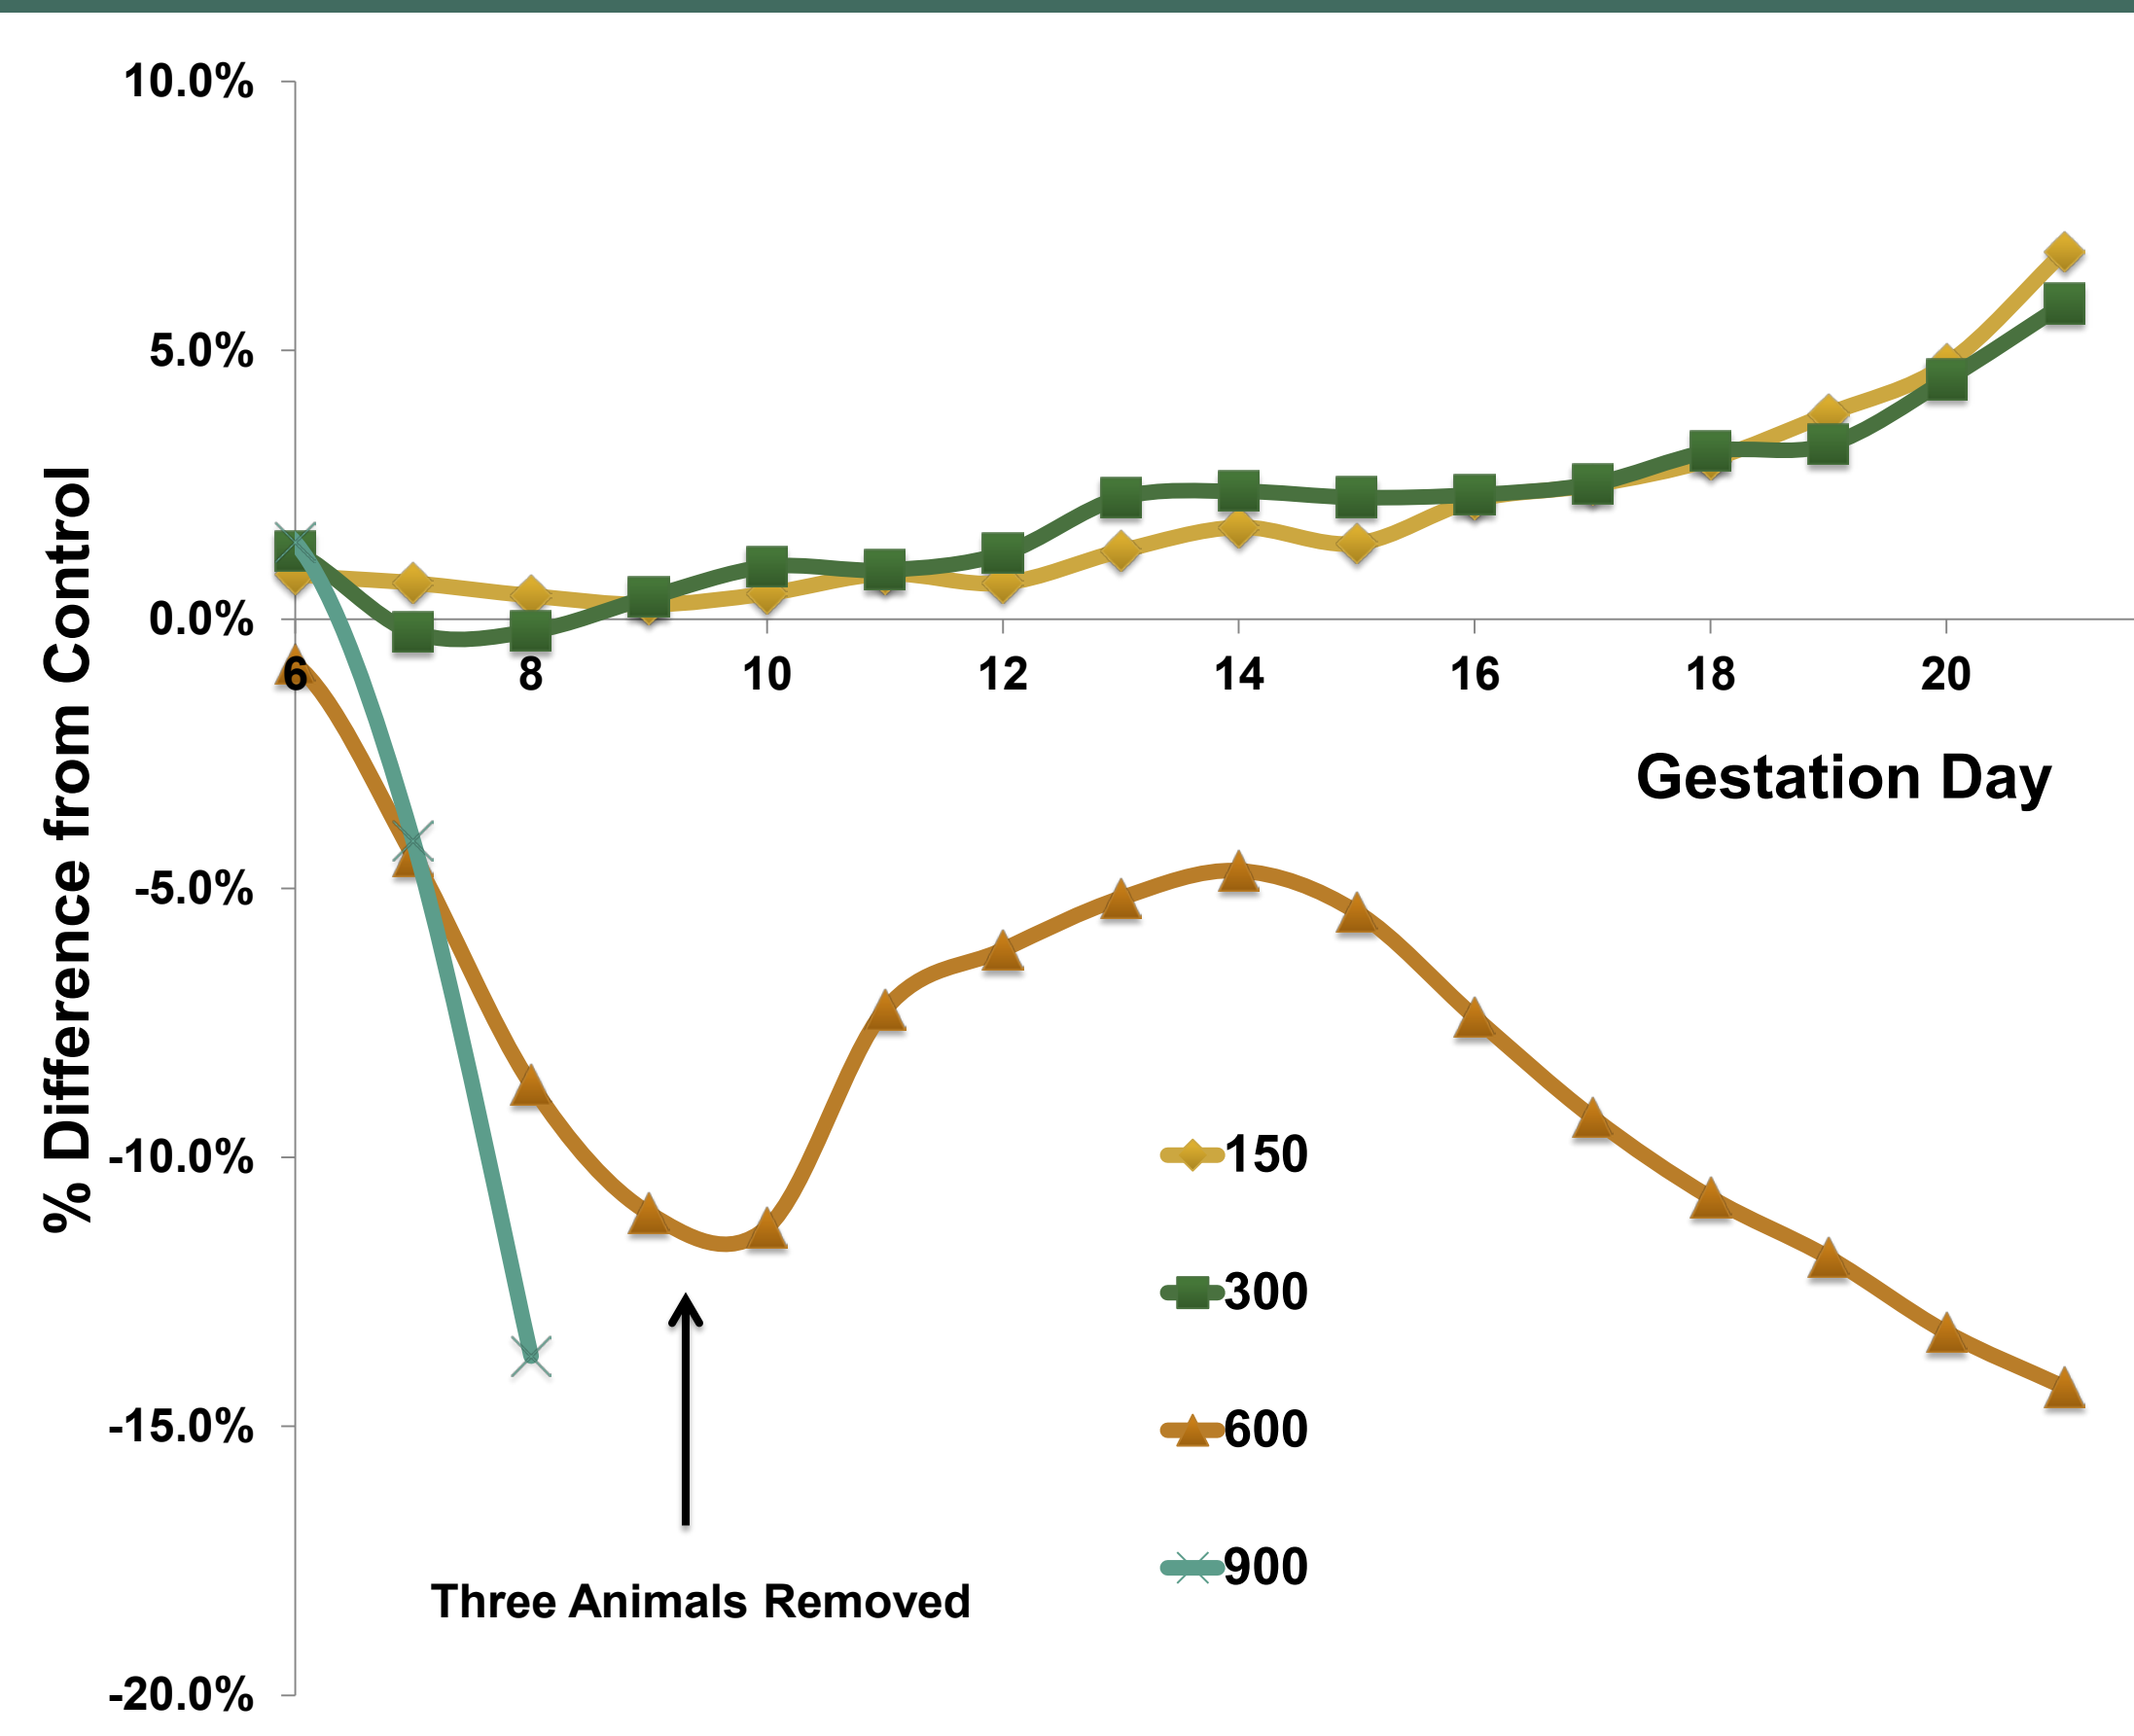 10.0%
5.0%
0.0%
-5.0%
-10.0%
-15.0%
-20.0%
% Difference from Control
6 8 10 12 14 16 18 20
Gestation Day
150
300
600
900
Three Animals Removed